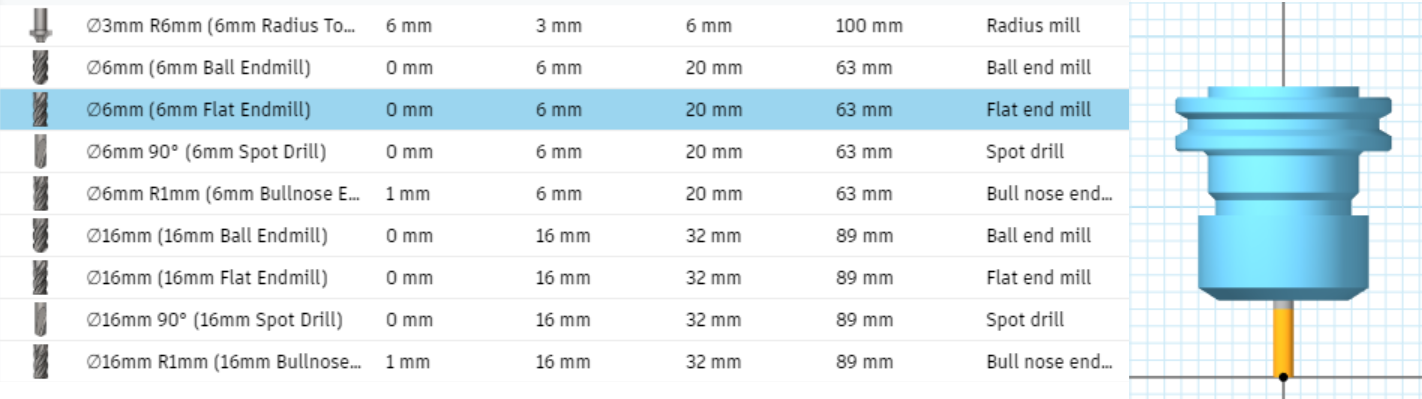 ∅3mm R6mm (6mm Radius To... 6 mm 3 mm 6 mm 100 mm Radius mill
∅6mm (6mm Ball Endmill) 0 mm 6 mm 20 mm 63 mm Ball end mill
∅6mm (6mm Flat Endmill) 0 mm 6 mm 20 mm 63 mm Flat end mill
∅6mm 90° (6mm Spot Drill) 0 mm 6 mm 20 mm 63 mm Spot drill
∅6mm R1mm (6mm Bullnose E... 1 mm 6 mm 20 mm 63 mm Bull nose end...
∅16mm (16mm Ball Endmill) 0 mm 16 mm 32 mm 89 mm Ball end mill
∅16mm (16mm Flat Endmill) 0 mm 16 mm 32 mm 89 mm Flat end mill
∅16mm 90° (16mm Spot Drill) 0 mm 16 mm 32 mm 89 mm Spot drill
∅16mm R1mm (16mm Bullnose... 1 mm 16 mm 32 mm 89 mm Bull nose end...